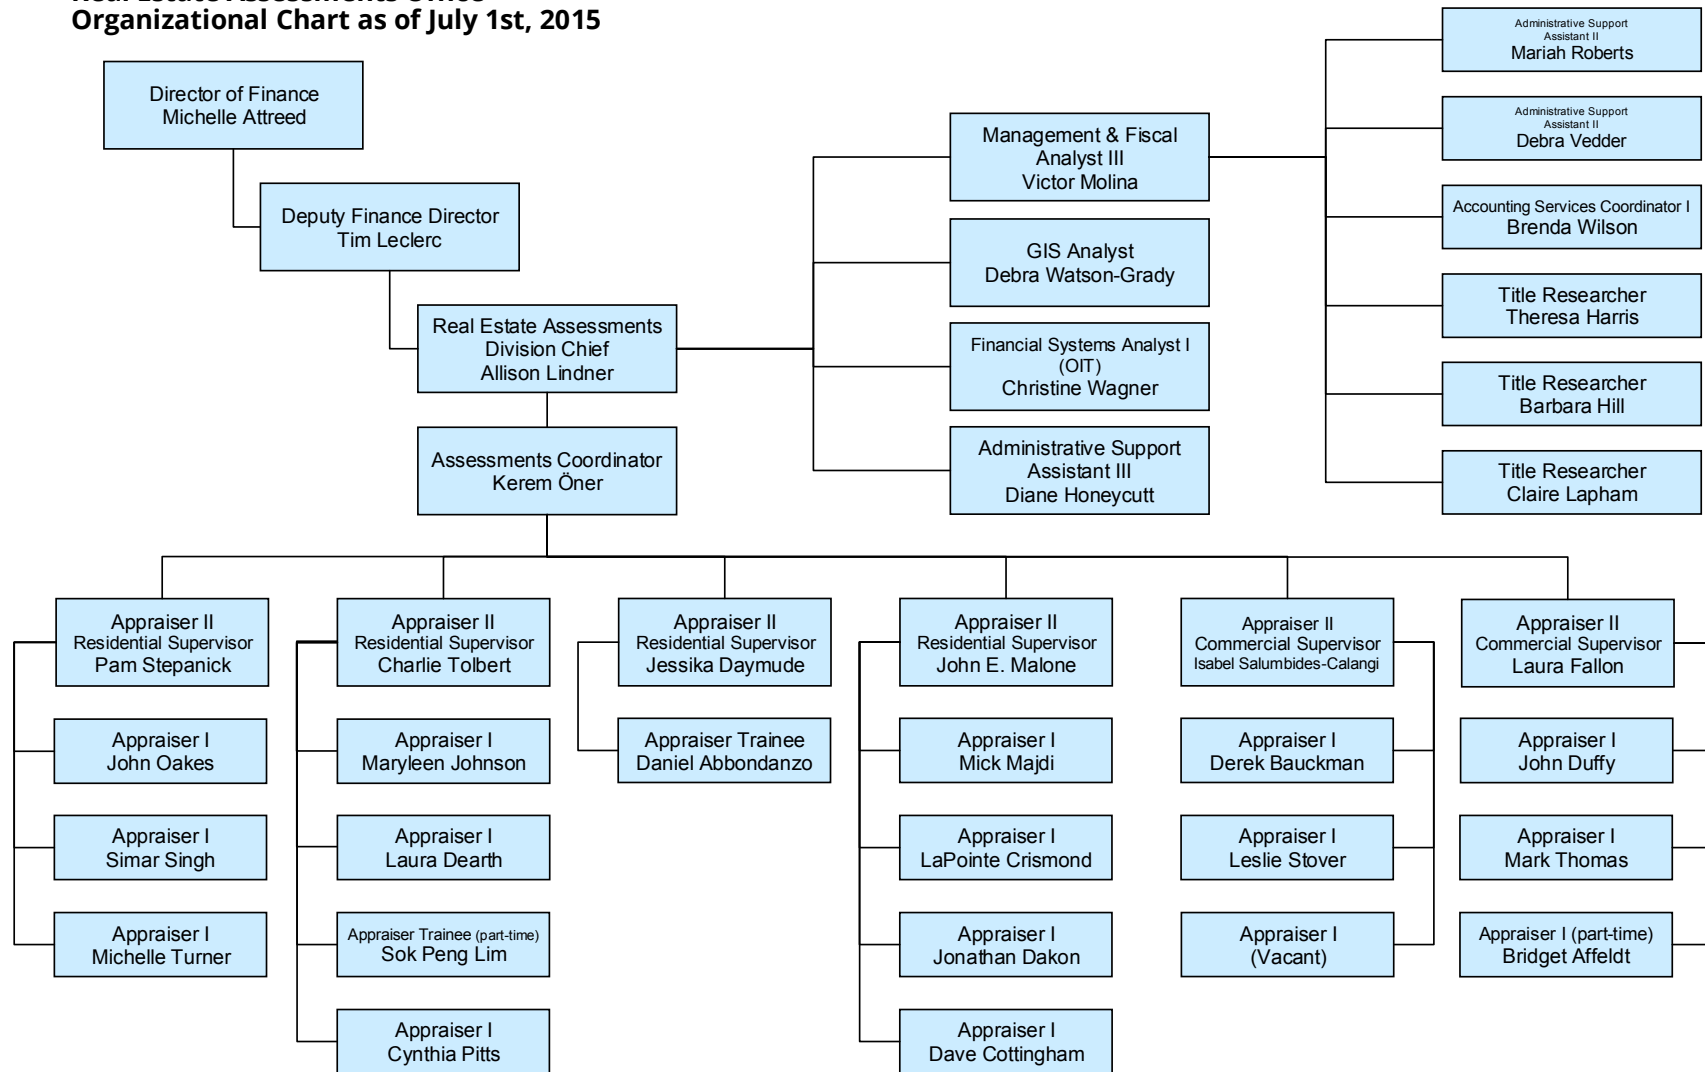 Real Estate Assessments Office
Organizational Chart as of July 1st, 2015
Director of Finance
Michelle Attreed
Deputy Finance Director
Tim Leclerc
Real Estate Assessments
Division Chief
Allison Lindner
Assessments Coordinator
Kerem Öner
Management & Fiscal
Analyst III
Victor Molina
GIS Analyst
Debra Watson-Grady
Financial Systems Analyst I
(OIT)
Christine Wagner
Administrative Support
Assistant III
Diane Honeycutt
Administrative Support
Assistant II
Mariah Roberts
Administrative Support
Assistant II
Debra Vedder
Accounting Services Coordinator I
Brenda Wilson
Title Researcher
Theresa Harris
Title Researcher
Barbara Hill
Title Researcher
Claire Lapham
Appraiser II
Residential Supervisor
Pam Stepanick
Appraiser I
John Oakes
Appraiser I
Simar Singh
Appraiser I
Michelle Turner
Appraiser II
Residential Supervisor
Charlie Tolbert
Appraiser I
Maryleen Johnson
Appraiser I
Laura Dearth
Appraiser Trainee (part-time)
Sok Peng Lim
Appraiser I
Cynthia Pitts
Appraiser II
Residential Supervisor
Jessika Daymude
Appraiser Trainee
Daniel Abbondanzo
Appraiser II
Residential Supervisor
John E. Malone
Appraiser I
Mick Majdi
Appraiser I
LaPointe Crismond
Appraiser I
Jonathan Dakon
Appraiser I
Dave Cottingham
Appraiser II
Commercial Supervisor
Isabel Salumbides-Calangi
Appraiser I
Derek Bauckman
Appraiser I
Leslie Stover
Appraiser I
(Vacant)
Appraiser II
Commercial Supervisor
Laura Fallon
Appraiser I
John Duffy
Appraiser I
Mark Thomas
Appraiser I (part-time)
Bridget Affeldt